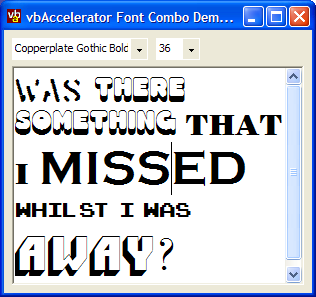 vbAccelerator Font Combo Dem...
Copperplate Gothic Bold 36
WAS THERE
SOMETHING THAT
I MISSED
WHILST I WAS
AWAY?